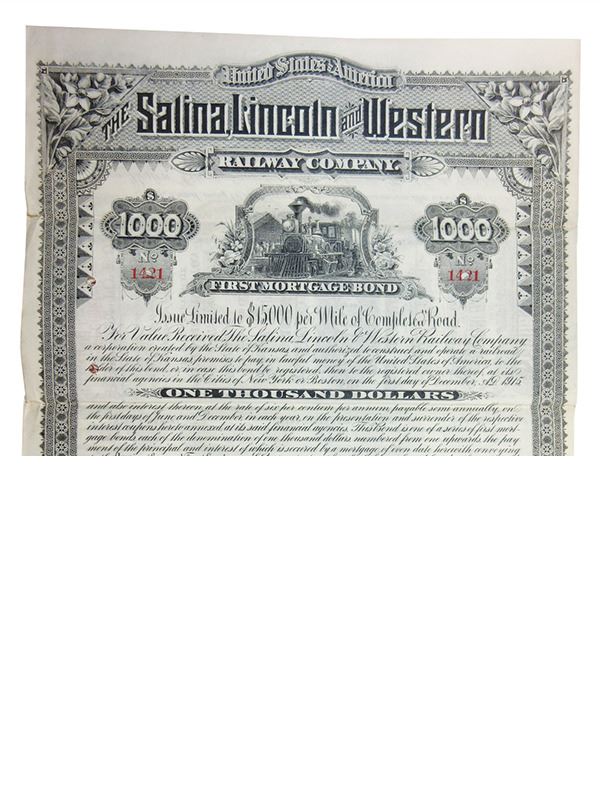 United States of America
THE Salina, Lincoln and Western
RAILWAY COMPANY
$ $
1000 1000
No No
1421 1421
FIRST MORTGAGE BOND
Issue Limited to $15000 per Mile of Completed Road.
For Value Received, The Salina Lincoln & Western Railway Company
a corporation created by the State of Kansas, and authorized to construct and operate a railroad
in the State of Kansas, promises to pay, in lawful money of the United States of America, to the
holder of this bond, or, in case this bond be registered, then to the registered owner thereof, at its
financial agencies in the Cities of New York or Boston, on the first day of December, A.D. 1915
ONE THOUSAND DOLLARS
and also interest thereon, at the rate of six per centum per annum, payable semi-annually, on
the first days of June and December, in each year, on the presentation and surrender of the respective
interest coupons hereto annexed, at its said financial agencies. This Bond is one of a series of first mort-
gage bonds each of the denomination of one thousand dollars numbered from one upwards, the pay
ment of the principal and interest of which is secured by a mortgage of even date herewith conveying